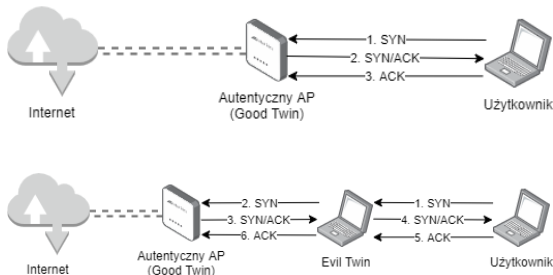 1. SYN
2. SYN/ACK
3. ACK
Internet
Autentyczny AP
(Good Twin)
Użytkownik
2. SYN
3. SYN/ACK
6. ACK
1. SYN
4. SYN/ACK
5. ACK
Internet
Autentyczny AP
(Good Twin)
Evil Twin
Użytkownik